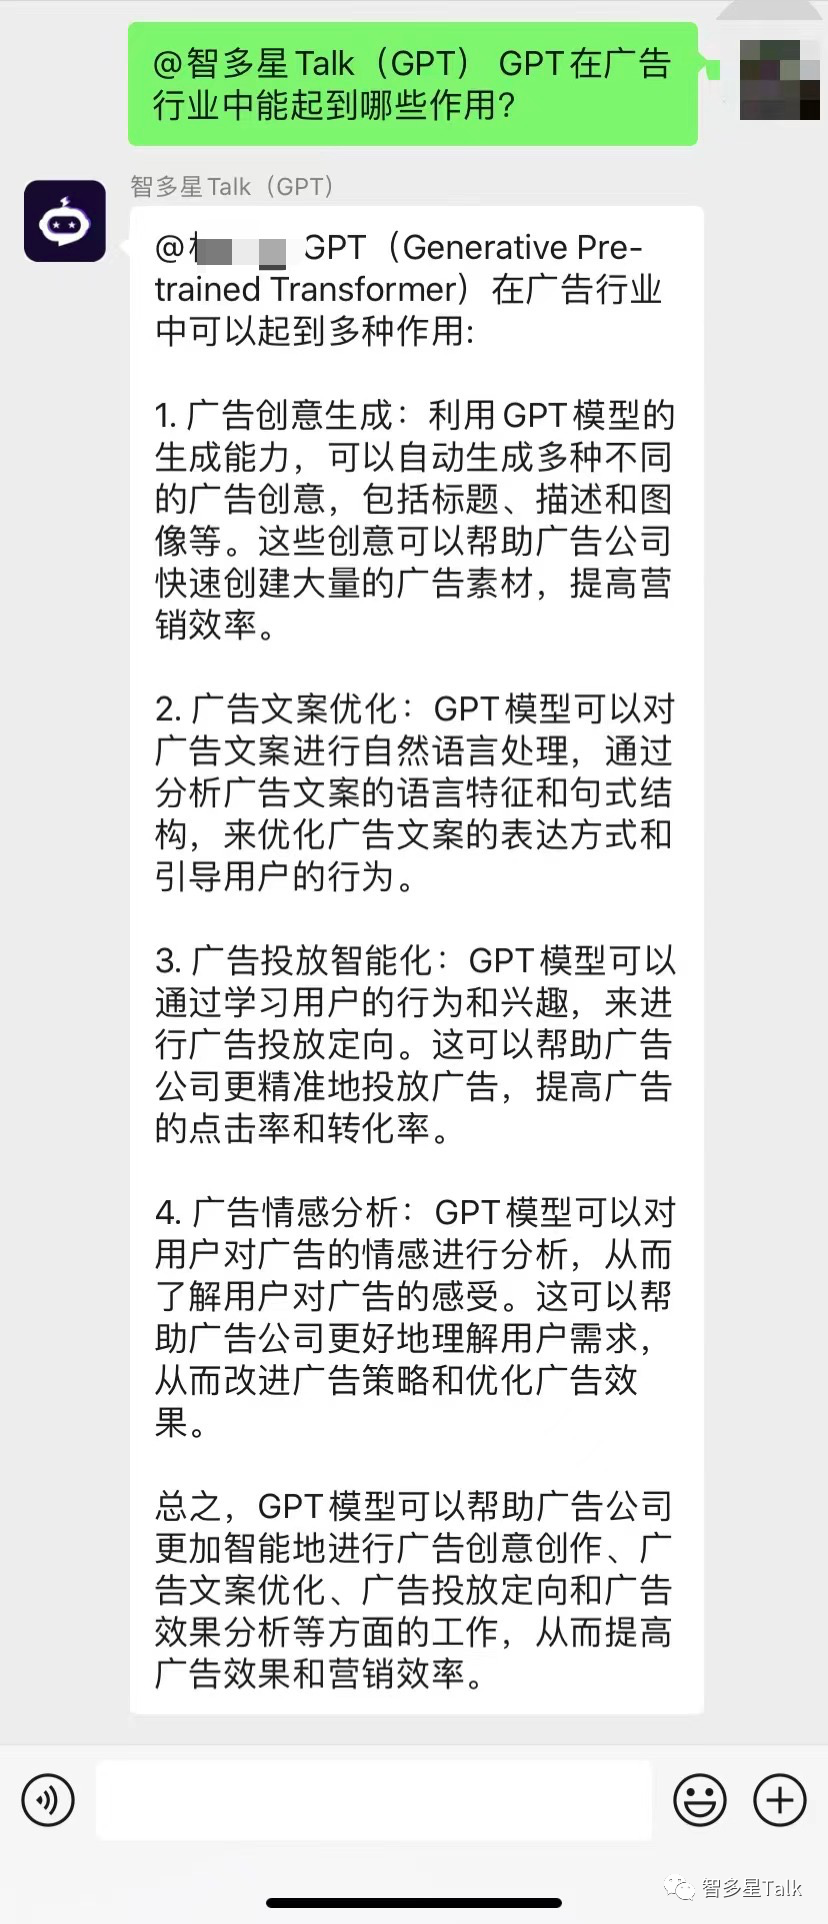 @智多星Talk（GPT） GPT在广告
行业中能起到哪些作用?
智多星Talk（GPT）
@ GPT（Generative Pre-
trained Transformer）在广告行业
中可以起到多种作用:
1. 广告创意生成：利用GPT模型的
生成能力，可以自动生成多种不同
的广告创意，包括标题、描述和图
像等。这些创意可以帮助广告公司
快速创建大量的广告素材，提高营
销效率。
2. 广告文案优化：GPT模型可以对
广告文案进行自然语言处理，通过
分析广告文案的语言特征和句式结
构，来优化广告文案的表达方式和
引导用户的行为。
3. 广告投放智能化：GPT模型可以
通过学习用户的行为和兴趣，来进
行广告投放定向。这可以帮助广告
公司更精准地投放广告，提高广告
的点击率和转化率。
4. 广告情感分析：GPT模型可以对
用户对广告的情感进行分析，从而
了解用户对广告的感受。这可以帮
助广告公司更好地理解用户需求，
从而改进广告策略和优化广告效
果。
总之，GPT模型可以帮助广告公司
更加智能地进行广告创意创作、广
告文案优化、广告投放定向和广告
效果分析等方面的工作，从而提高
广告效果和营销效率。
智多星Talk